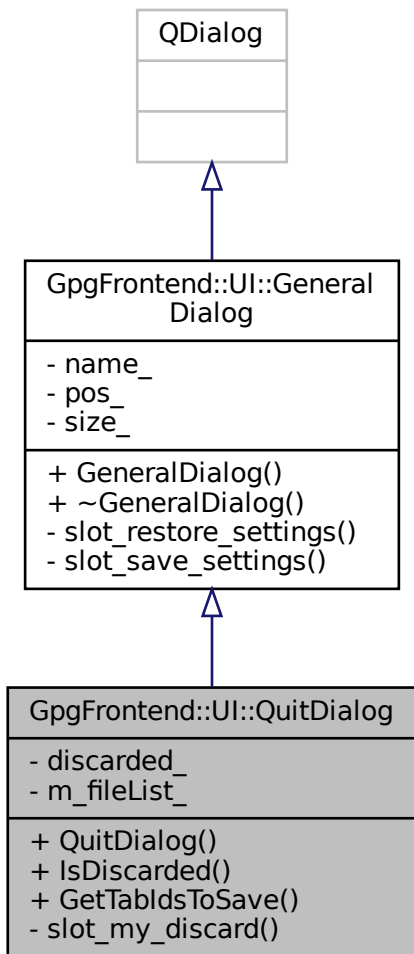 QDialog
GpgFrontend::UI::General
Dialog
- name_
- pos_
- size_
+ GeneralDialog()
+ ~GeneralDialog()
- slot_restore_settings()
- slot_save_settings()
GpgFrontend::UI::QuitDialog
- discarded_
- m_fileList_
+ QuitDialog()
+ IsDiscarded()
+ GetTabIdsToSave()
- slot_my_discard()